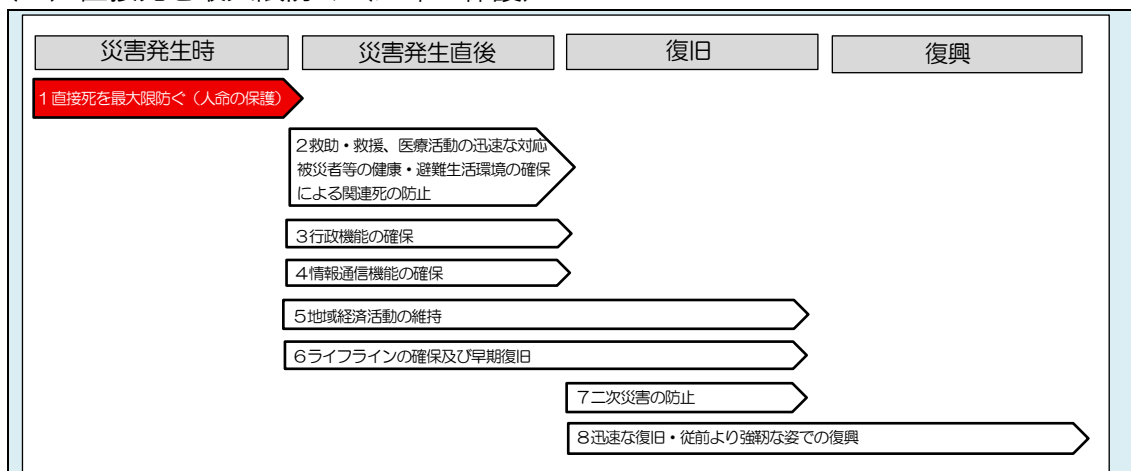 災害発生時
災害発生直後
復旧
復興
1直接死を最大限防ぐ（人命の保護）
2救助・救援、医療活動の迅速な対応
被災者等の健康・避難生活環境の確保
による関連死の防止
3行政機能の確保
4情報通信機能の確保
5地域経済活動の維持
6ライフラインの確保及び早期復旧
7二次災害の防止
8迅速な復旧・従前より強靭な姿での復興